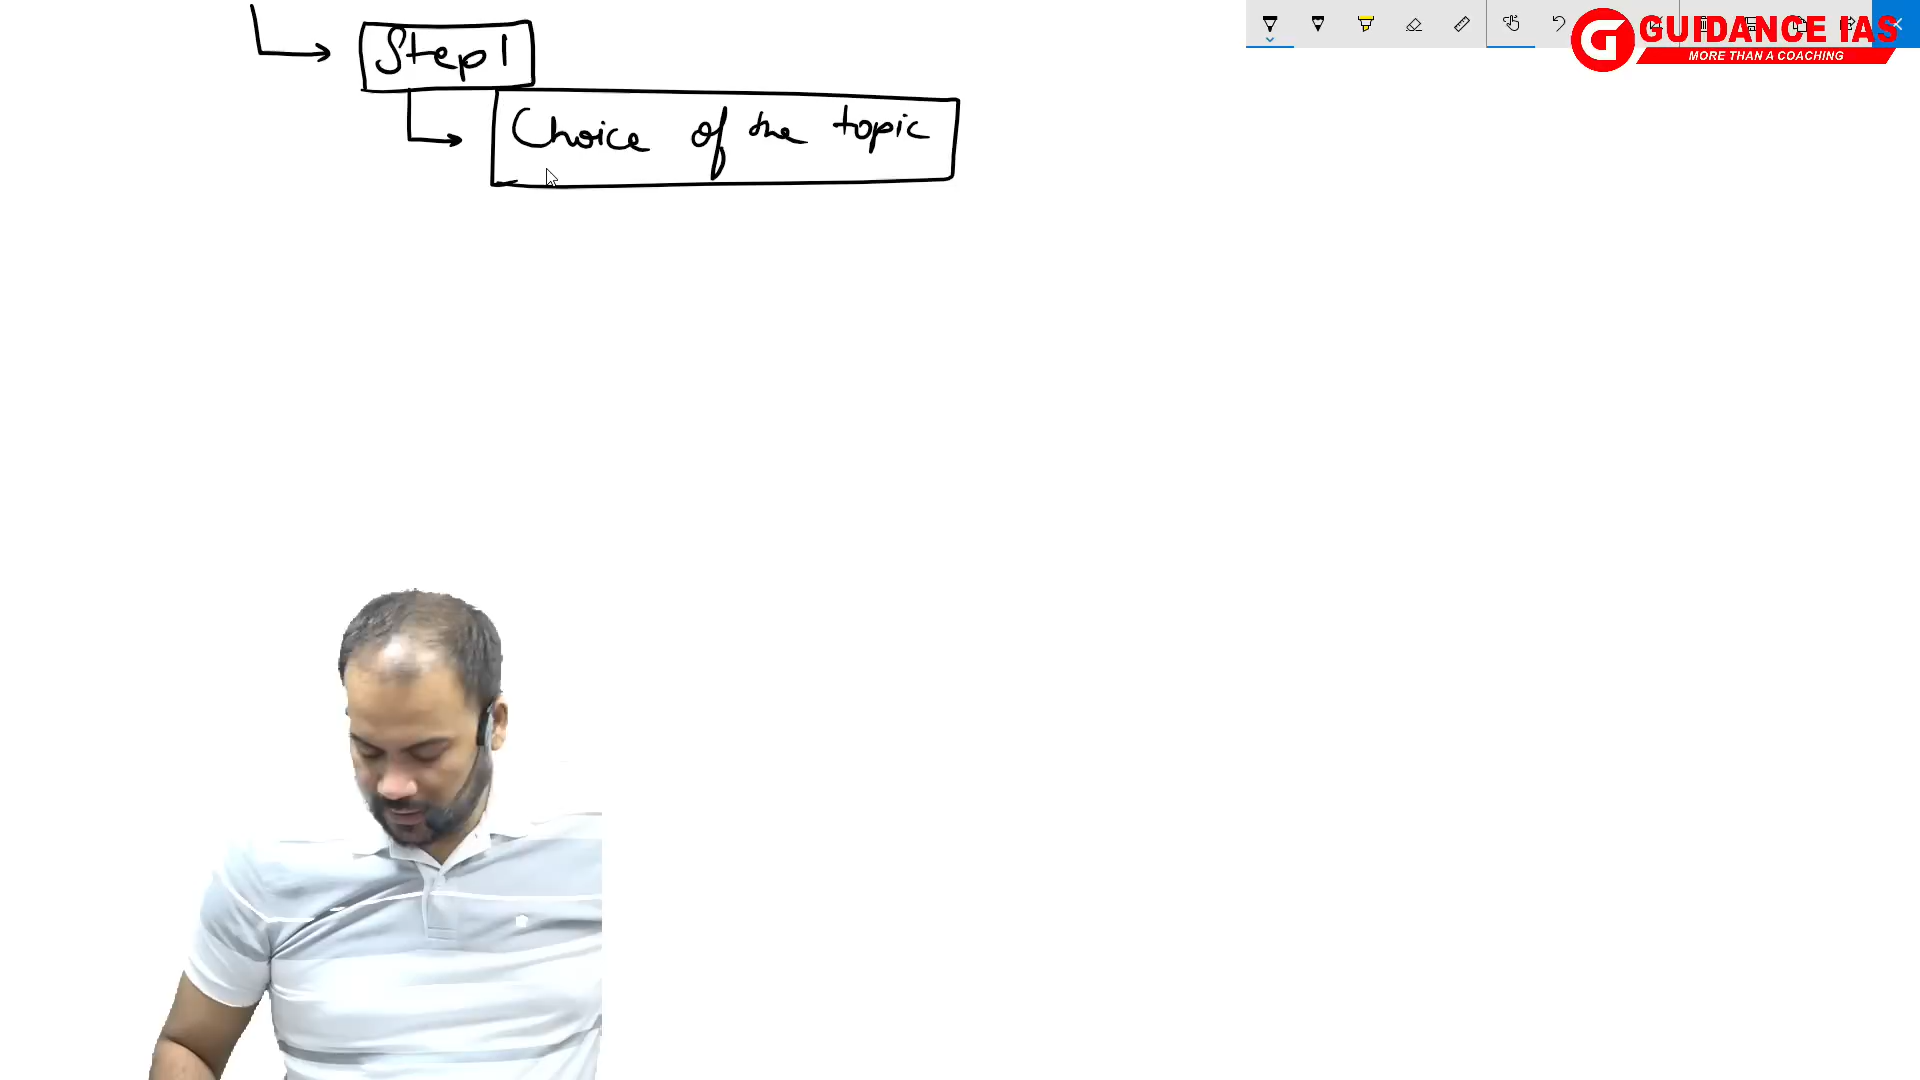 Step 1
Choice of the topic
GUIDANCE IAS
MORE THAN A COACHING